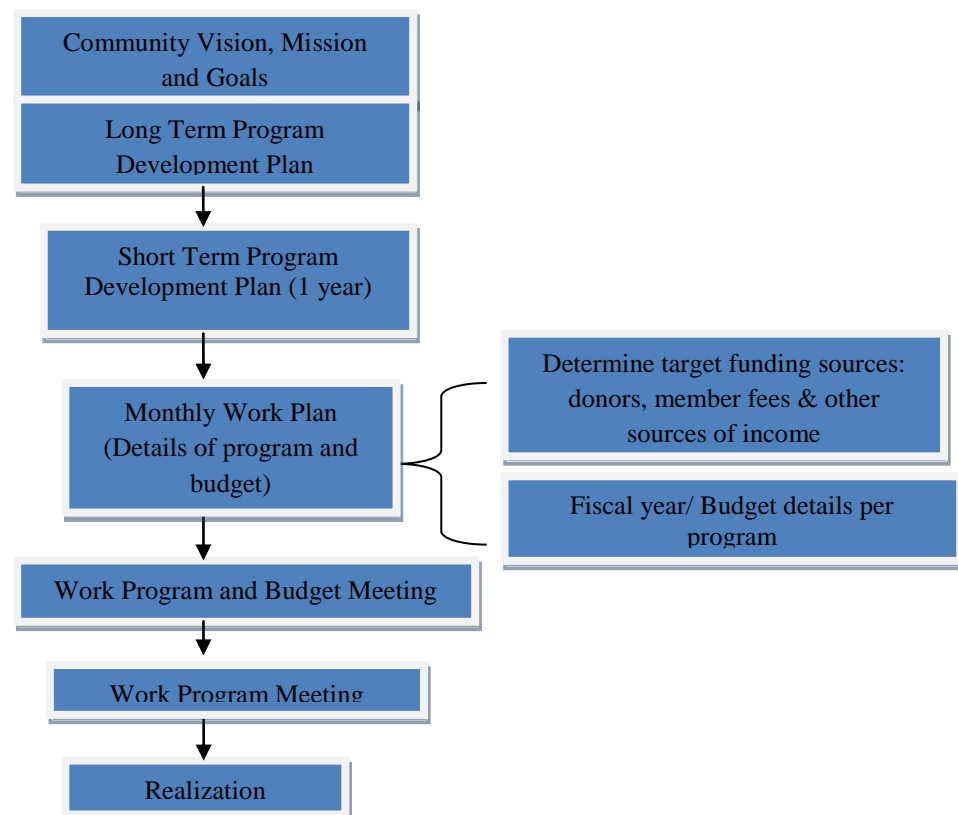 Community Vision, Mission
and Goals
Long Term Program
Development Plan
Short Term Program
Development Plan (1 year)
Monthly Work Plan
(Details of program and
budget)
Determine target funding sources:
donors, member fees & other
sources of income
Fiscal year/ Budget details per
program
Work Program and Budget Meeting
Work Program Meeting
Realization